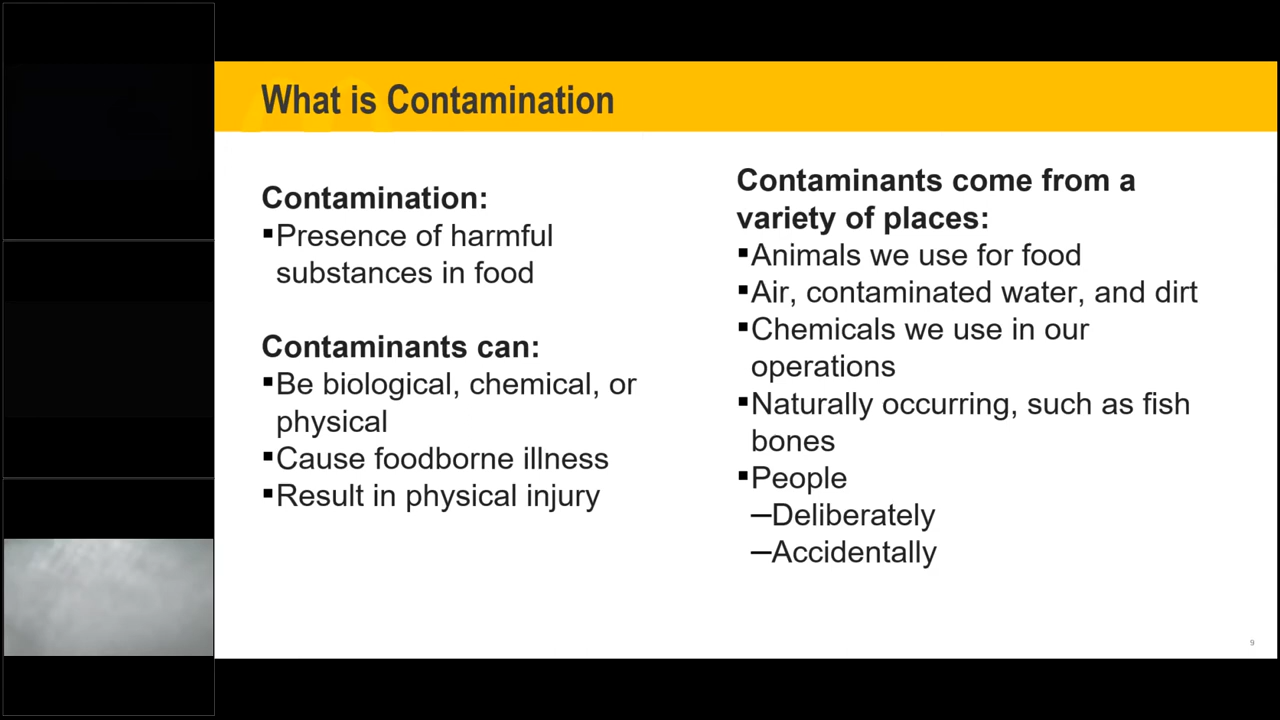 What is Contamination
Contamination:
▪Presence of harmful
substances in food
Contaminants can:
▪Be biological, chemical, or
physical
▪Cause foodborne illness
▪Result in physical injury
Contaminants come from a
variety of places:
▪Animals we use for food
▪Air, contaminated water, and dirt
▪Chemicals we use in our
operations
▪Naturally occurring, such as fish
bones
▪People
–Deliberately
–Accidentally
9